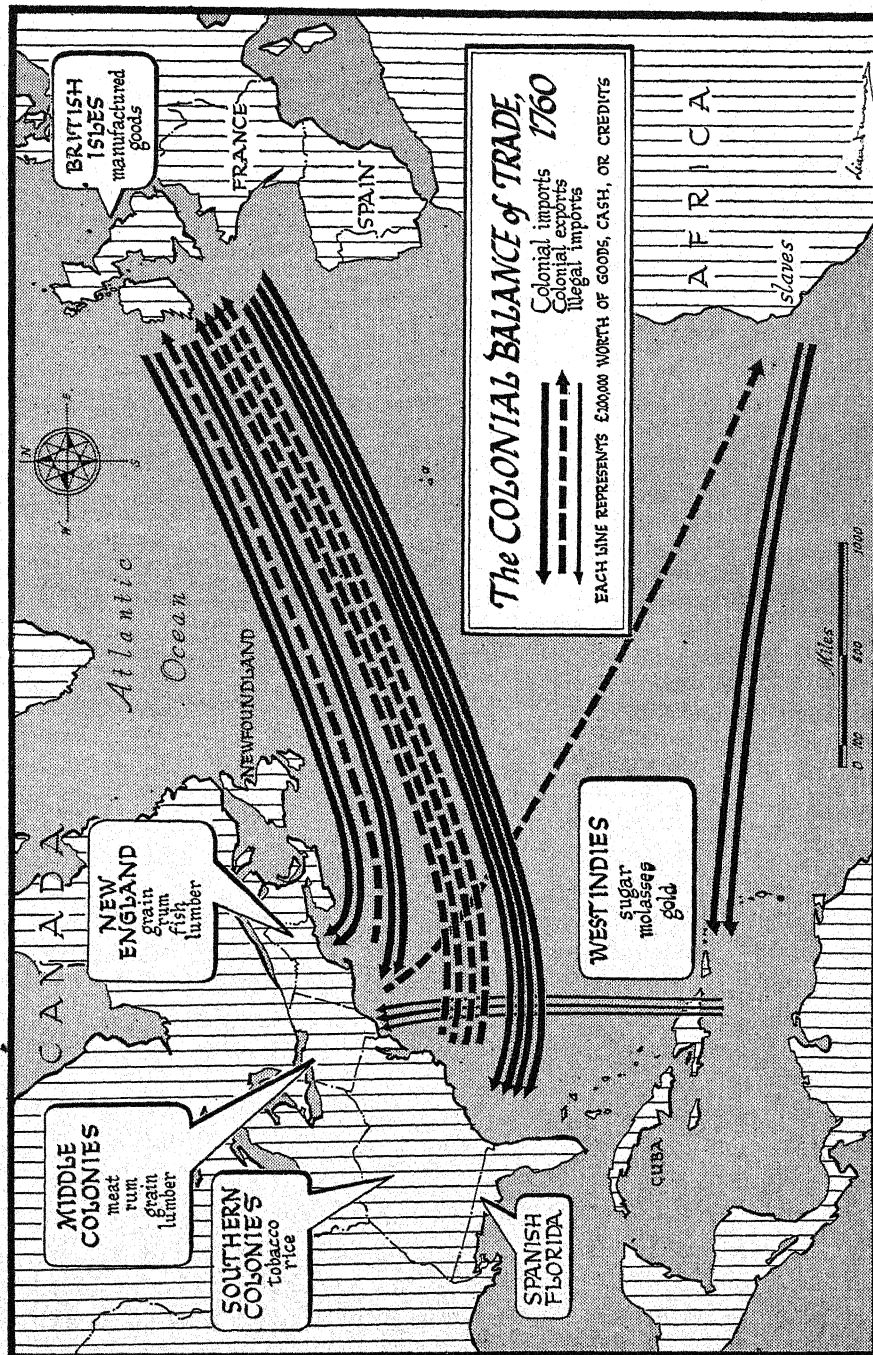 The COLONIAL BALANCE of TRADE, 1760
Colonial imports
Colonial exports
Illegal imports
EACH LINE REPRESENTS £200,000 WORTH OF GOODS, CASH, OR CREDITS
CANADA
NEWFOUNDLAND
Atlantic
Ocean
N
W
E
S
BRITISH
ISLES
manufactured
goods
FRANCE
SPAIN
NEW
ENGLAND
grain
rum
fish
lumber
MIDDLE
COLONIES
meat
rum
grain
lumber
SOUTHERN
COLONIES
tobacco
rice
SPANISH
FLORIDA
CUBA
WEST INDIES
sugar
molasses
gold
AFRICA
slaves
Miles
0
1000